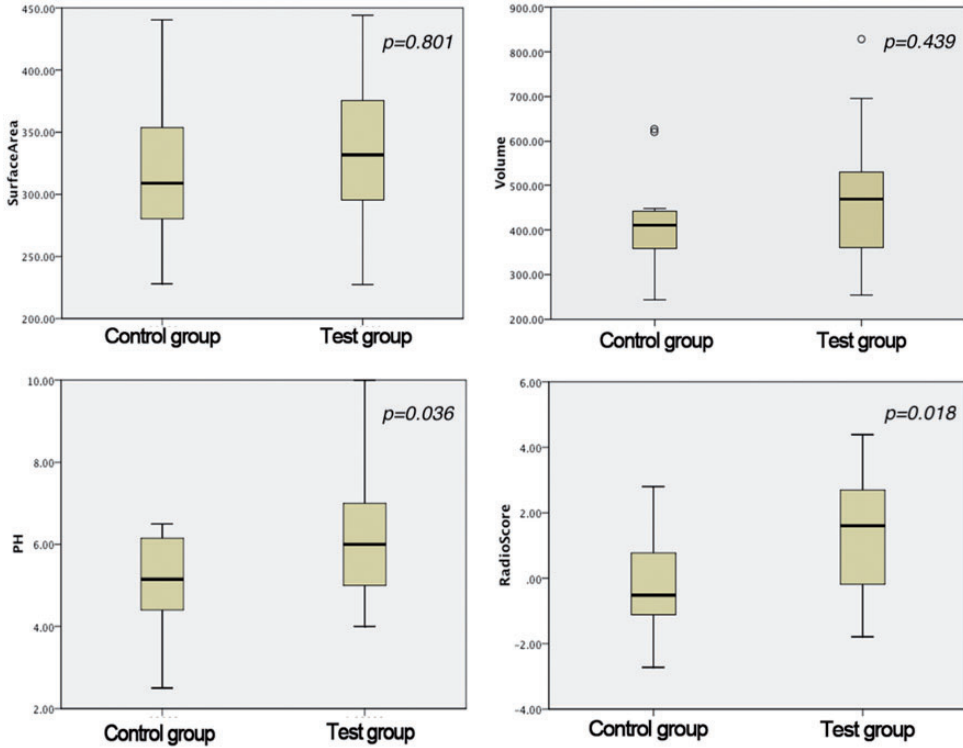 450.00
400.00
350.00
300.00
250.00
200.00
SurfaceArea
p=0.801
Control group
Test group
900.00
800.00
700.00
600.00
500.00
400.00
300.00
200.00
Volume
p=0.439
Control group
Test group
10.00
8.00
6.00
4.00
2.00
PH
p=0.036
Control group
Test group
6.00
4.00
2.00
.00
-2.00
-4.00
RadioScore
p=0.018
Control group
Test group